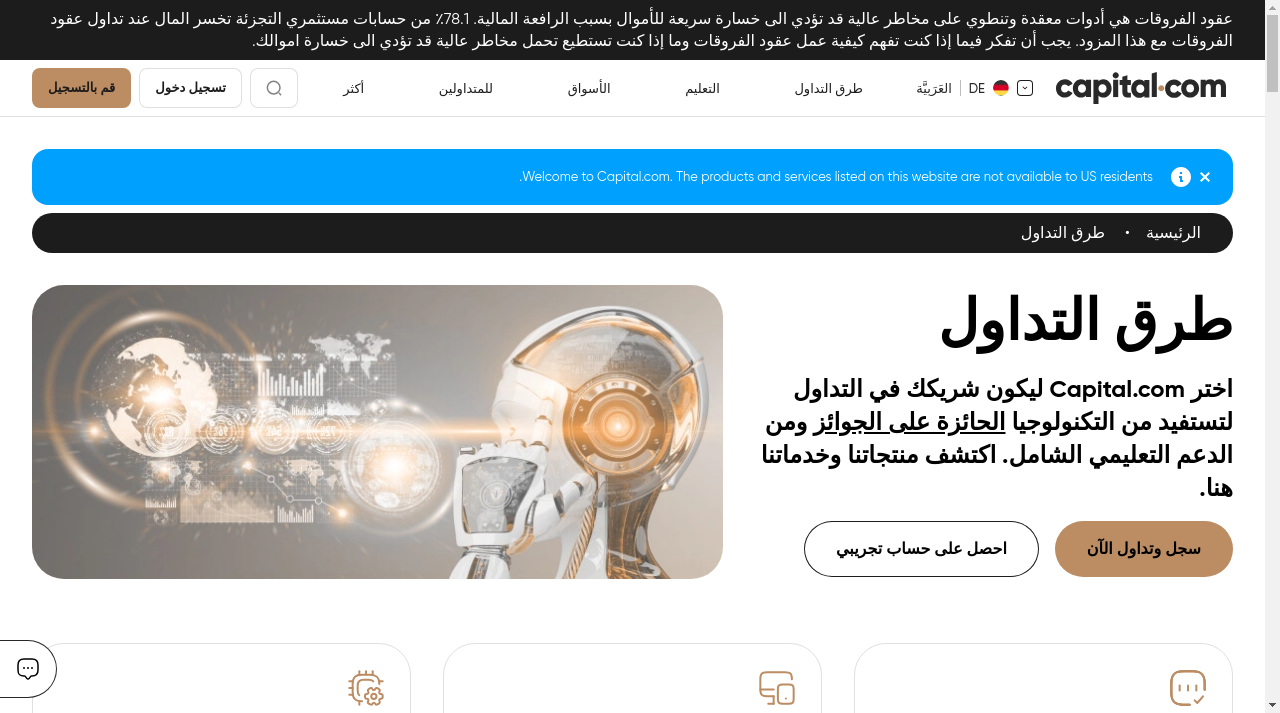 عقود الفروقات هي أدوات معقدة وتنطوي على مخاطر عالية قد تؤدي الى خسارة سريعة للأموال بسبب الرافعة المالية. 78.1٪ من حسابات مستثمري التجزئة تخسر المال عند تداول عقود
الفروقات مع هذا المزود. يجب أن تفكر فيما إذا كنت تفهم كيفية عمل عقود الفروقات وما إذا كنت تستطيع تحمل مخاطر عالية قد تؤدي الى خسارة اموالك.
capital.com
DE
العَرَبيَّة
طرق التداول
التعليم
الأسواق
للمتداولين
أكثر
تسجيل دخول
قم بالتسجيل
Welcome to Capital.com. The products and services listed on this website are not available to US residents.
الرئيسية • طرق التداول
طرق التداول
اختر Capital.com ليكون شريكك في التداول
لتستفيد من التكنولوجيا الحائزة على الجوائز ومن
الدعم التعليمي الشامل. اكتشف منتجاتنا وخدماتنا
هنا.
سجل وتداول الآن
احصل على حساب تجريبي